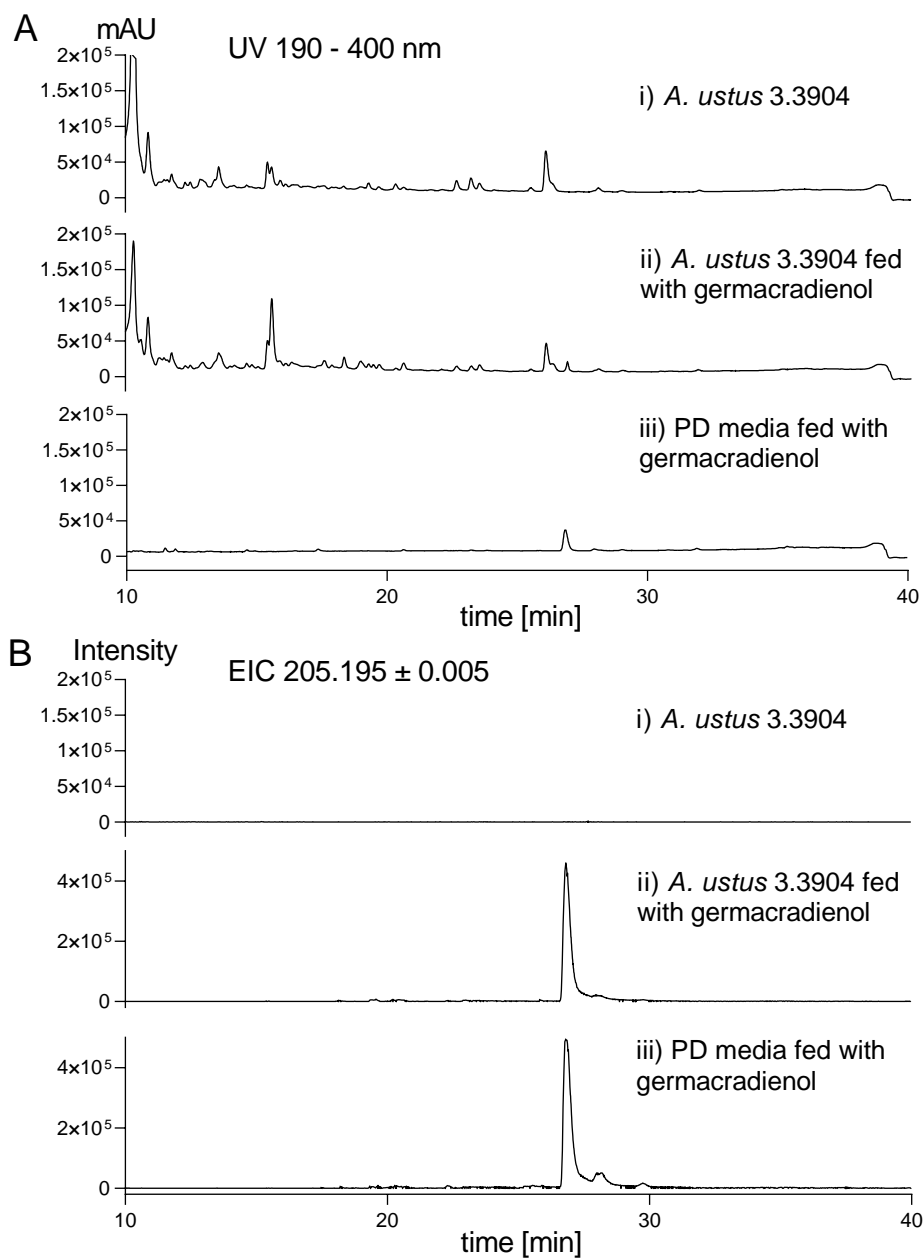 A
mAU
UV 190 - 400 nm
2×10⁵
1.5×10⁵
1×10⁵
5×10⁴
0
i) A. ustus 3.3904
2×10⁵
1.5×10⁵
1×10⁵
5×10⁴
0
ii) A. ustus 3.3904 fed
with germacradienol
2×10⁵
1.5×10⁵
1×10⁵
5×10⁴
0
iii) PD media fed with
germacradienol
10 20 30 40
time [min]
B
Intensity
EIC 205.195 ± 0.005
2×10⁵
1.5×10⁵
1×10⁵
5×10⁴
0
i) A. ustus 3.3904
4×10⁵
2×10⁵
0
ii) A. ustus 3.3904 fed
with germacradienol
4×10⁵
2×10⁵
0
iii) PD media fed with
germacradienol
10 20 30 40
time [min]